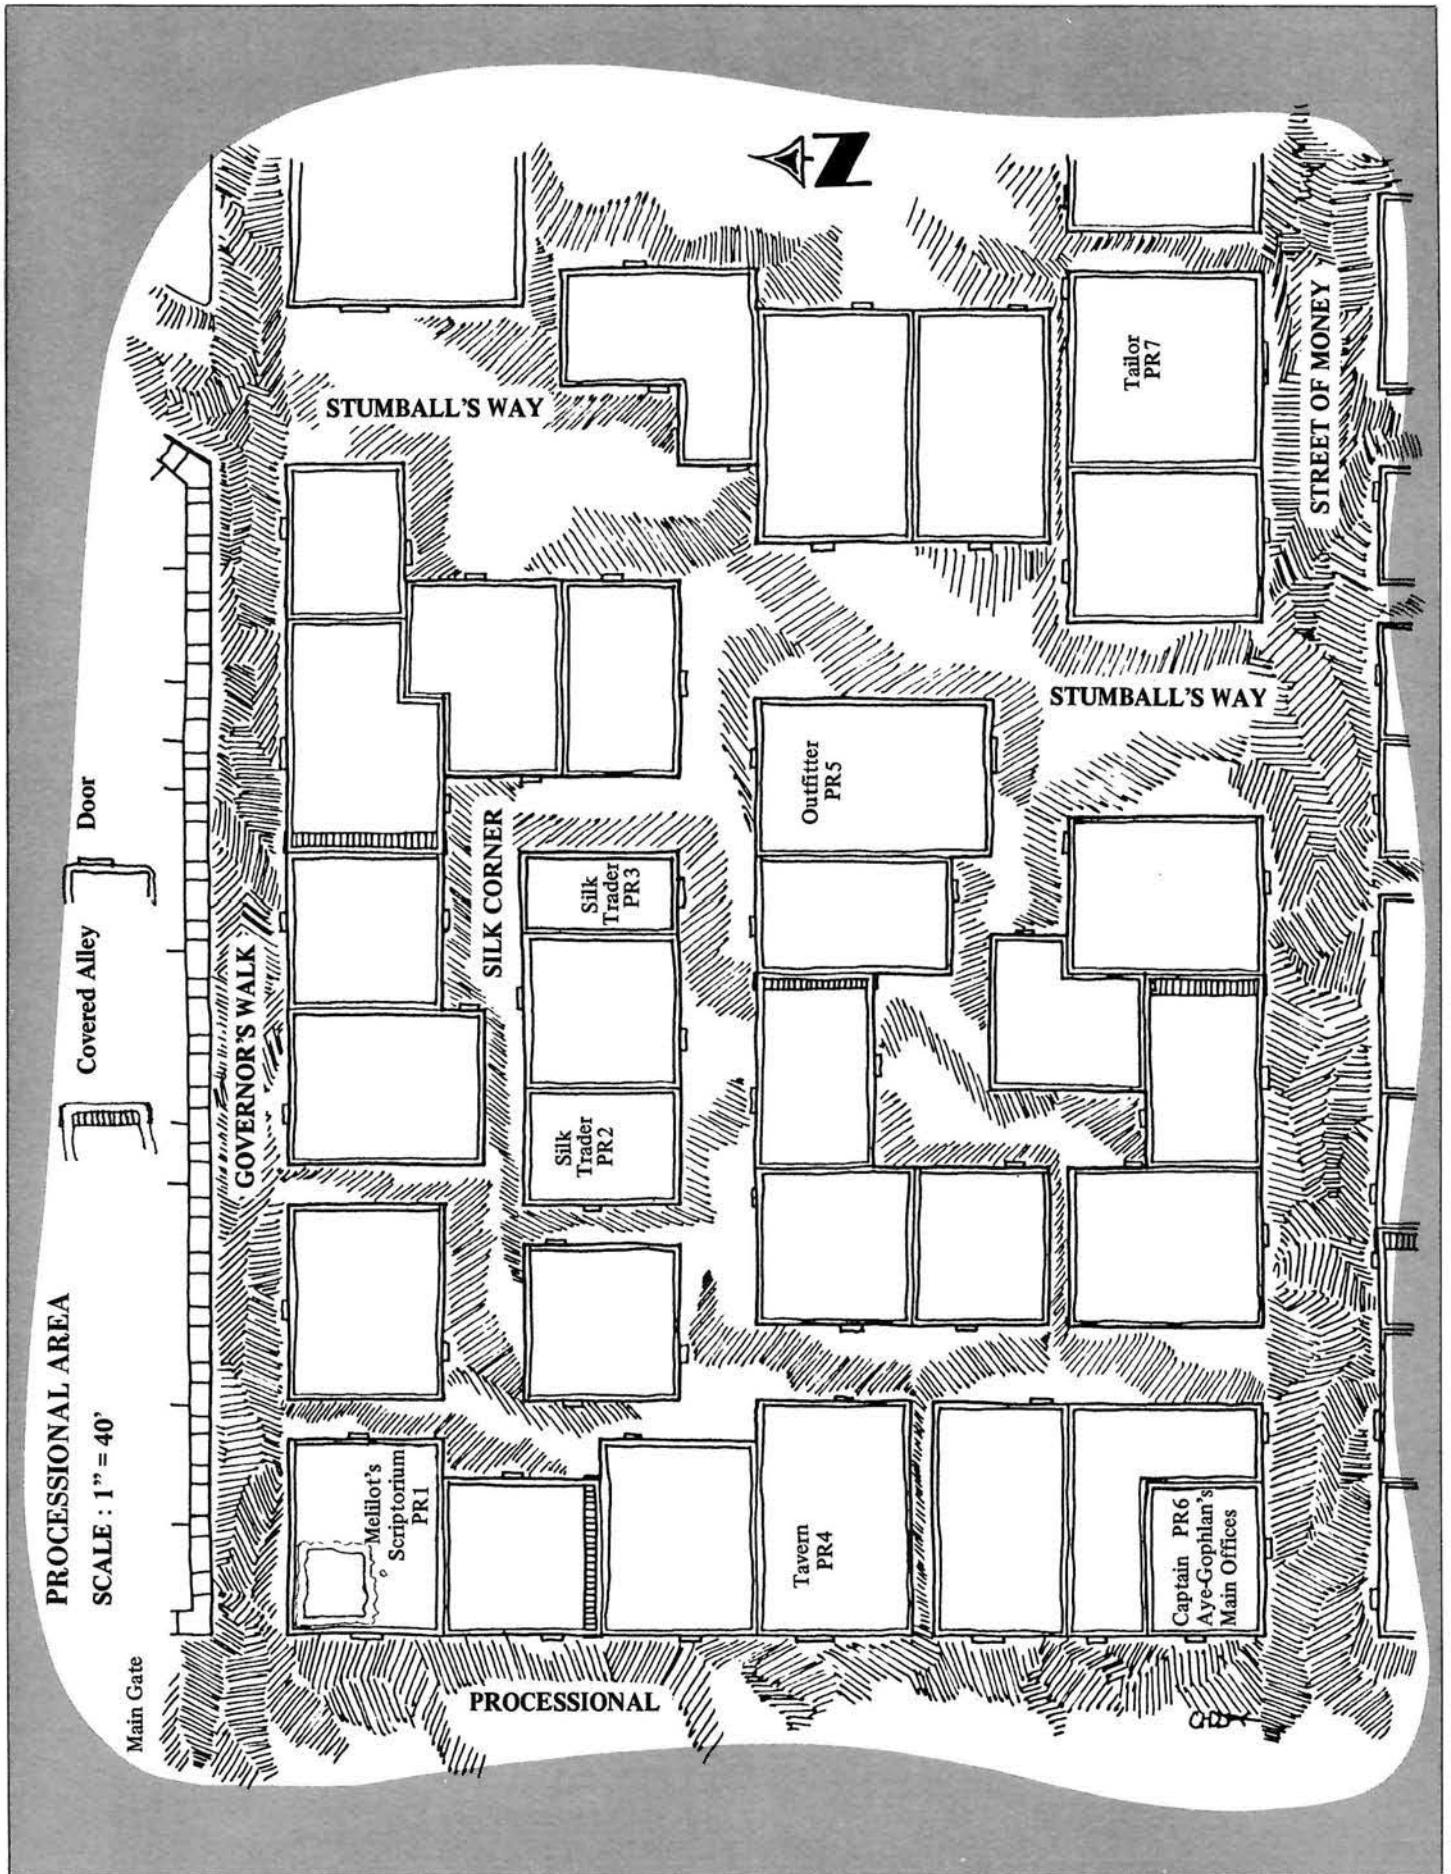 PROCESSIONAL AREA
SCALE : 1” = 40’
Covered Alley
Door
Main Gate
GOVERNOR'S WALK
STUMBALL'S WAY
N
SILK CORNER
Melilot's
Scriptorium
PR1
Silk
Trader
PR2
Silk
Trader
PR3
PROCESSIONAL
Tavern
PR4
Outfitter
PR5
STUMBALL'S WAY
Tailor
PR7
Captain PR6
Aye-Gophlan's
Main Offices
STREET OF MONEY